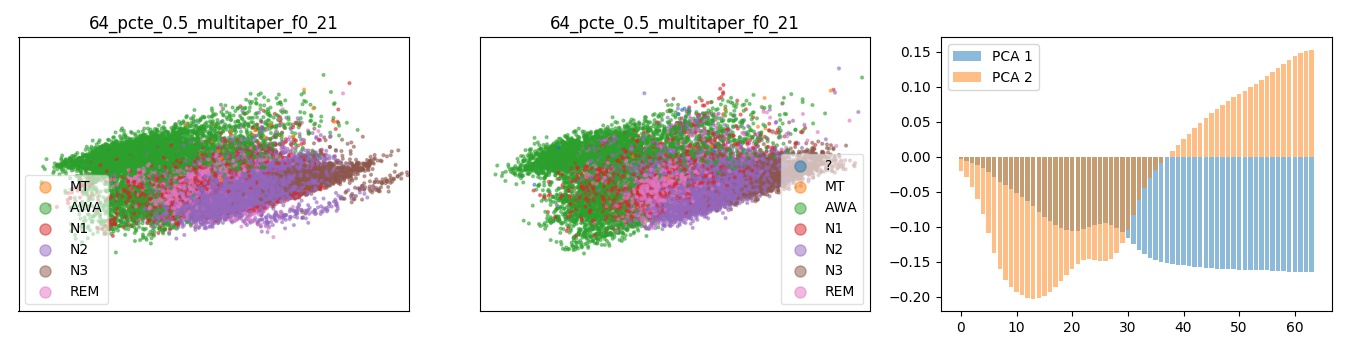 64_pcte_0.5_multitaper_f0_21
MT
AWA
N1
N2
N3
REM
64_pcte_0.5_multitaper_f0_21
?
MT
AWA
N1
N2
N3
REM
PCA 1
PCA 2
0.15
0.10
0.05
0.00
−0.05
−0.10
−0.15
−0.20
0 10 20 30 40 50 60